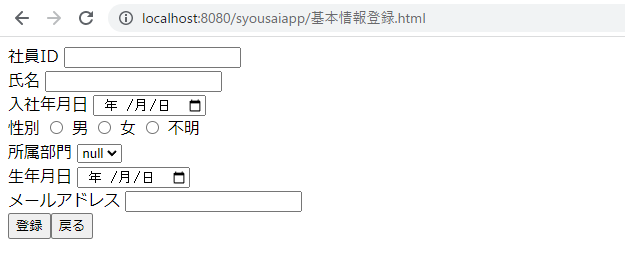 localhost:8080/syousaiapp/基本情報登録.html
社員ID
氏名
入社年月日 年 /月/日
性別 男 女 不明
所属部門 null
生年月日 年 /月/日
メールアドレス
登録 戻る